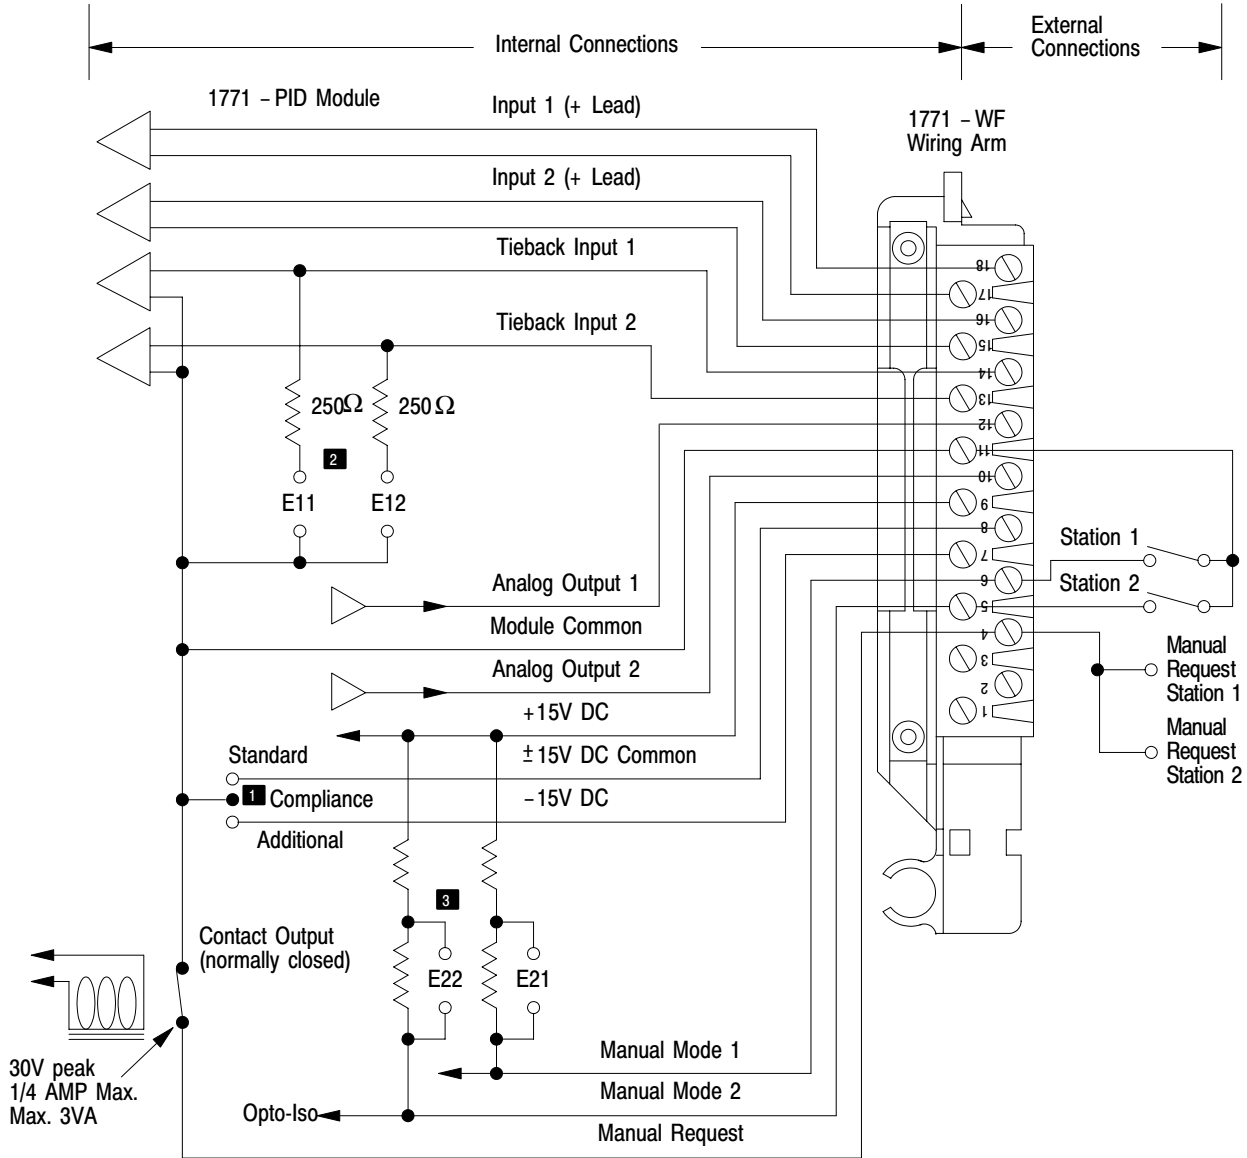 Internal Connections
External
Connections
1771 – PID Module
Input 1 (+ Lead)
1771 – WF
Wiring Arm
Input 2 (+ Lead)
Tieback Input 1
Tieback Input 2
18
17
16
15
14
13
12
11
10
9
8
7
6
5
4
3
2
1
250Ω
250Ω
2
E11
E12
Analog Output 1
Module Common
Analog Output 2
+15V DC
± 15V DC Common
–15V DC
Standard
1 Compliance
Additional
Station 1
Station 2
Manual
Request
Station 1
Manual
Request
Station 2
3
Contact Output
(normally closed)
E22
E21
30V peak
1/4 AMP Max.
Max. 3VA
Manual Mode 1
Manual Mode 2
Opto-Iso
Manual Request